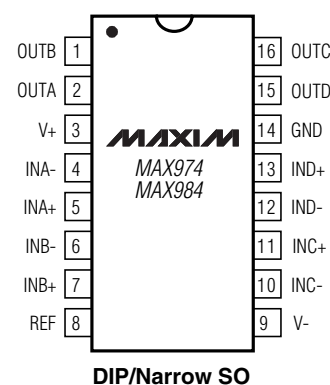 OUTB 1 16 OUTC
OUTA 2 15 OUTD
V+ 3 MAXIM 14 GND
INA- 4 MAX974 13 IND+
MAX984
INA+ 5 12 IND-
INB- 6 11 INC+
INB+ 7 10 INC-
REF 8 9 V-
DIP/Narrow SO